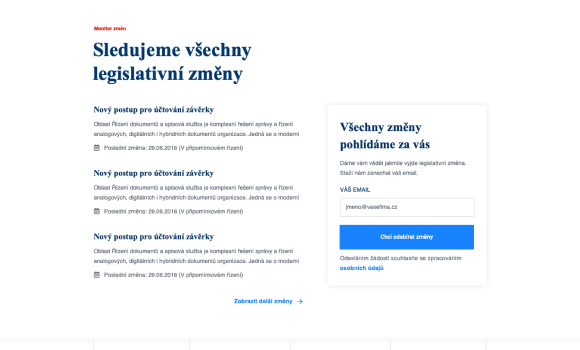 Monitor změn
Sledujeme všechny
legislativní změny
Nový postup pro účtování závěrky
Oblast Řízení dokumentů a spisová služba je komplexní řešení správy a řízení
analogových, digitálních i hybridních dokumentů organizace. Jedná se o moderní
Poslední změna: 29.06.2018 (V připomínkovém řízení)
Nový postup pro účtování závěrky
Oblast Řízení dokumentů a spisová služba je komplexní řešení správy a řízení
analogových, digitálních i hybridních dokumentů organizace. Jedná se o moderní
Poslední změna: 29.06.2018 (V připomínkovém řízení)
Nový postup pro účtování závěrky
Oblast Řízení dokumentů a spisová služba je komplexní řešení správy a řízení
analogových, digitálních i hybridních dokumentů organizace. Jedná se o moderní
Poslední změna: 29.06.2018 (V připomínkovém řízení)
Zobrazit další změny
Všechny změny
pohlídáme za vás
Dáme vám vědět jakmile vyjde legislativní změna.
Stačí nám zanechat váš email.
VÁŠ EMAIL
jmeno@vasefima.cz
Chci odebírat změny
Odesláním žádosti souhlasíte se zpracováním
osobních údajů